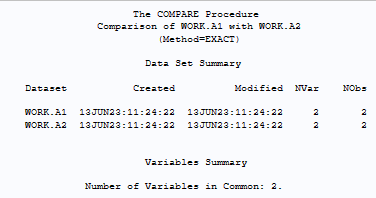 The COMPARE Procedure
Comparison of WORK.A1 with WORK.A2
(Method=EXACT)
Data Set Summary
Dataset Created Modified NVar NObs
WORK.A1 13JUN23:11:24:22 13JUN23:11:24:22 2 2
WORK.A2 13JUN23:11:24:22 13JUN23:11:24:22 2 2
Variables Summary
Number of Variables in Common: 2.